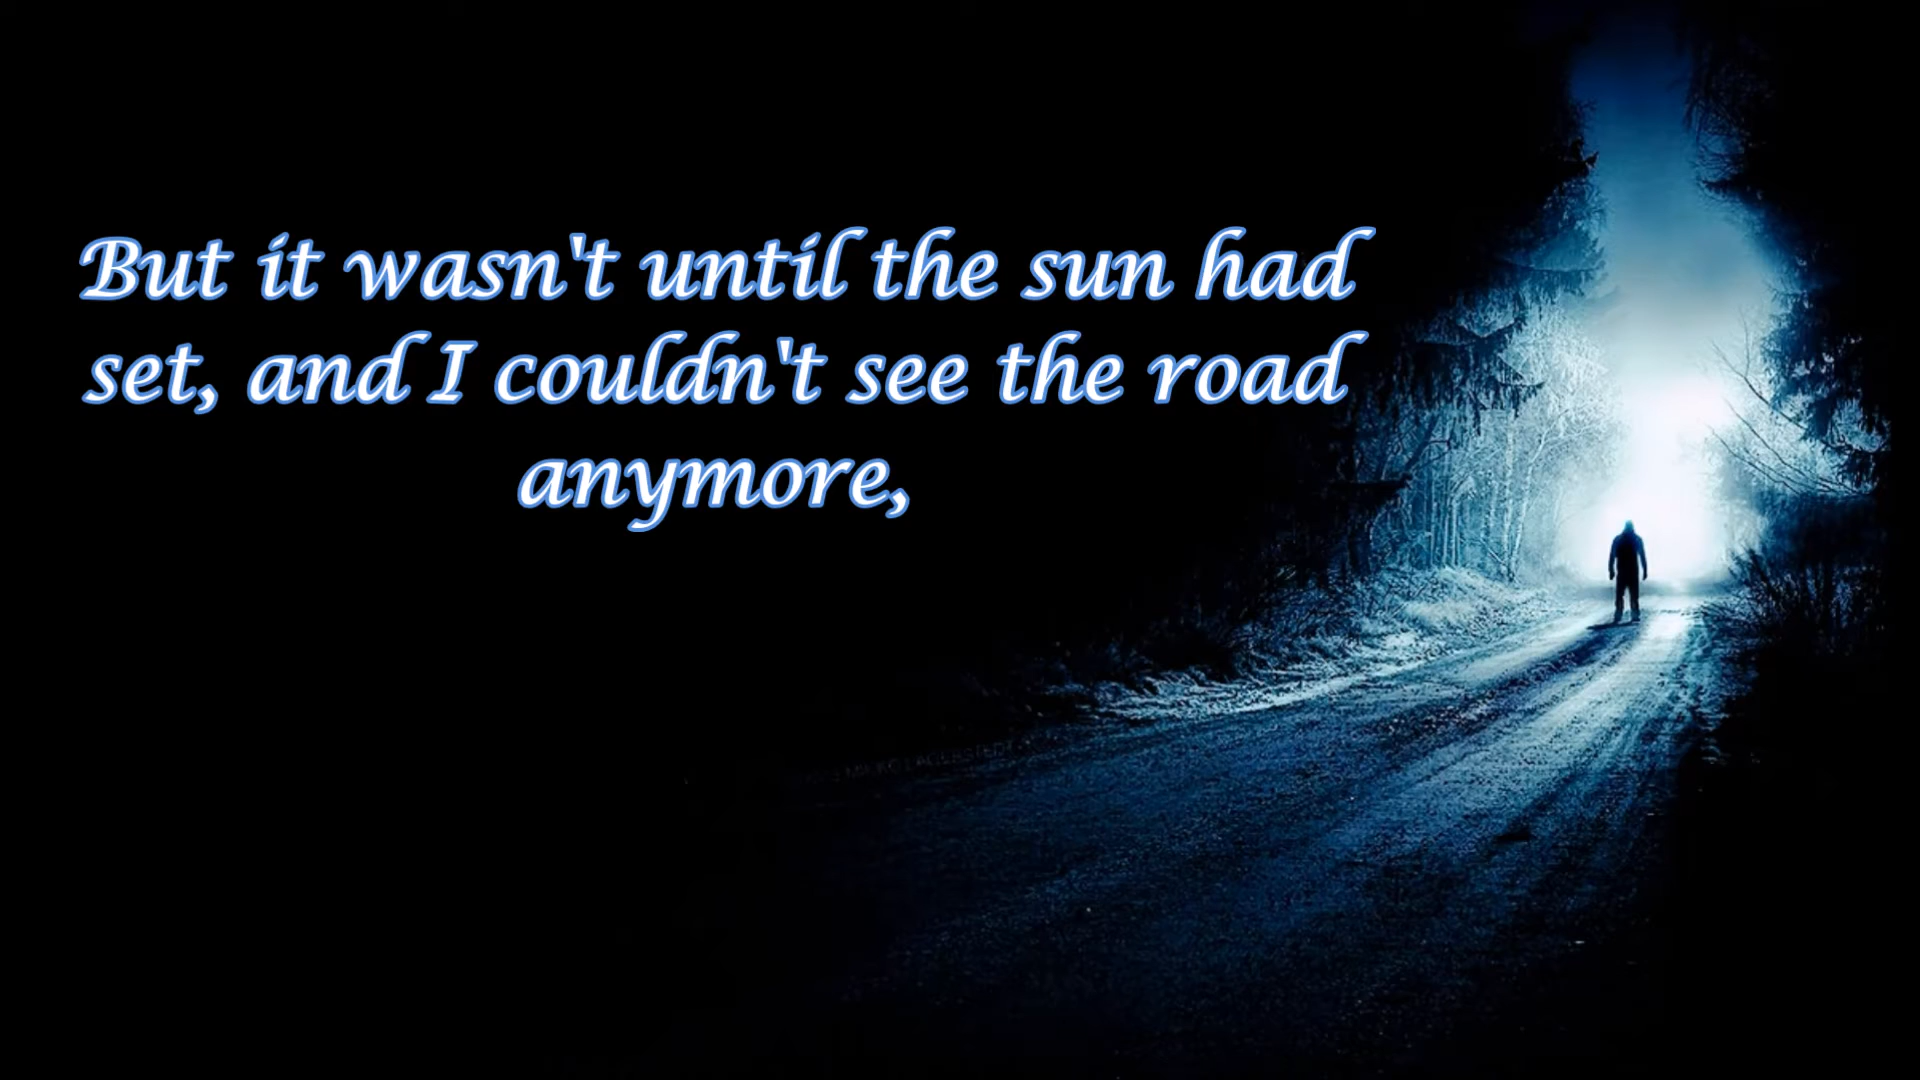 But it wasn't until the sun had
set, and I couldn't see the road
anymore,